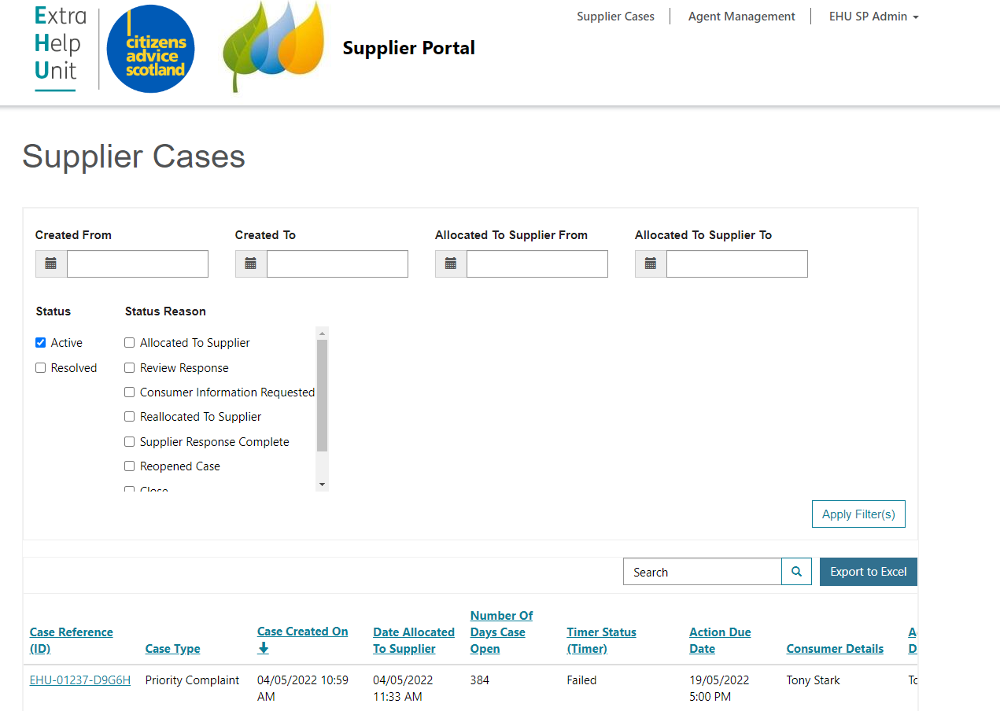 Extra
Help
Unit
citizens
advice
scotland
Supplier Portal
Supplier Cases
Agent Management
EHU SP Admin
Supplier Cases
Created From
Created To
Allocated To Supplier From
Allocated To Supplier To
Status
Status Reason
Active
Allocated To Supplier
Resolved
Review Response
Consumer Information Requested
Reallocated To Supplier
Supplier Response Complete
Reopened Case
Close
Apply Filter(s)
Search
Export to Excel
Case Reference
(ID)
Case Type
Case Created On
Date Allocated
To Supplier
Number Of
Days Case
Open
Timer Status
(Timer)
Action Due
Date
Consumer Details
EHU-01237-D9G6H
Priority Complaint
04/05/2022 10:59
AM
04/05/2022
11:33 AM
384
Failed
19/05/2022
5:00 PM
Tony Stark